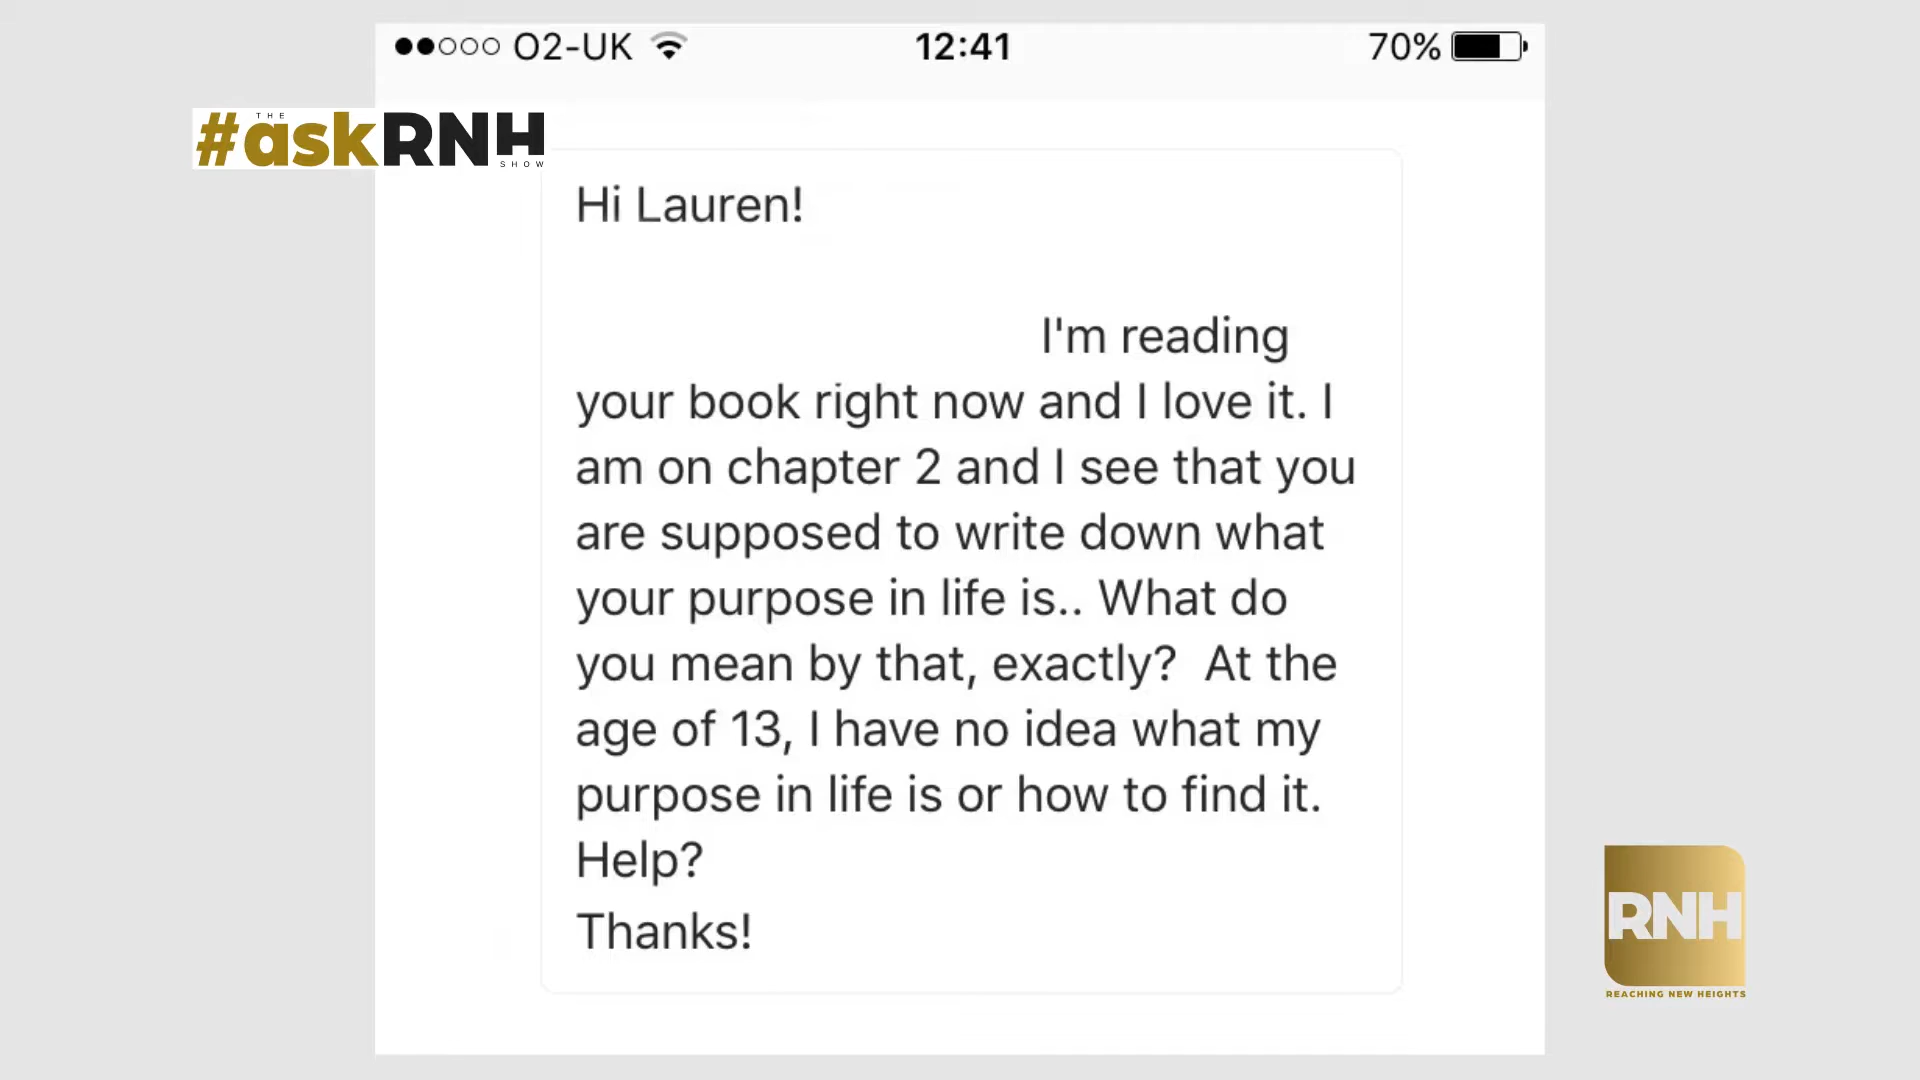 ●●○○○ O2-UK 12:41 70%
THE
#askRNH
SHOW
Hi Lauren!
I'm reading
your book right now and I love it. I
am on chapter 2 and I see that you
are supposed to write down what
your purpose in life is.. What do
you mean by that, exactly?  At the
age of 13, I have no idea what my
purpose in life is or how to find it.
Help?
Thanks!
RNH
REACHING NEW HEIGHTS